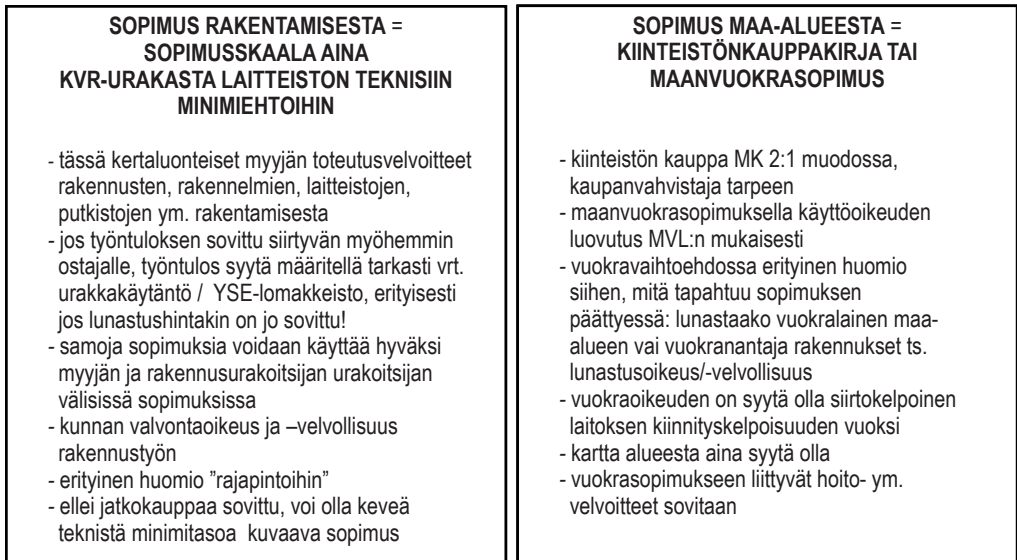 SOPIMUS RAKENTAMISESTA =
SOPIMUSSKAALA AINA
KVR-URAKASTA LAITTEISTON TEKNISIIN
MINIMIEHTOIHIN
- tässä kertaluonteiset myyjän toteutusvelvoitteet
rakennusten, rakennelmien, laitteistojen,
putkistojen ym. rakentamisesta
- jos työntuloksen sovittu siirtyvän myöhemmin
ostajalle, työntulos syytä määritellä tarkasti vrt.
urakkakäytäntö / YSE-lomakkeisto, erityisesti
jos lunastushintakin on jo sovittu!
- samoja sopimuksia voidaan käyttää hyväksi
myyjän ja rakennusurakoitsijan urakoitsijan
välisissä sopimuksissa
- kunnan valvontaoikeus ja –velvollisuus
rakennustyön
- erityinen huomio ”rajapintoihin”
- ellei jatkokauppaa sovittu, voi olla keveä
teknistä minimitasoa kuvaava sopimus
SOPIMUS MAA-ALUEESTA =
KIINTEISTÖNKAUPPAKIRJA TAI
MAANVUOKRASOPIMUS
- kiinteistön kauppa MK 2:1 muodossa,
kaupanvahvistaja tarpeen
- maanvuokrasopimuksella käyttöoikeuden
luovutus MVL:n mukaisesti
- vuokravaihtoehdossa erityinen huomio
siihen, mitä tapahtuu sopimuksen
päättyessä: lunastaako vuokralainen maa-
alueen vai vuokranantaja rakennukset ts.
lunastusoikeus/-velvollisuus
- vuokraoikeuden on syytä olla siirtokelpoinen
laitoksen kiinnityskelpoisuuden vuoksi
- kartta alueesta aina syytä olla
- vuokrasopimukseen liittyvät hoito- ym.
velvoitteet sovitaan